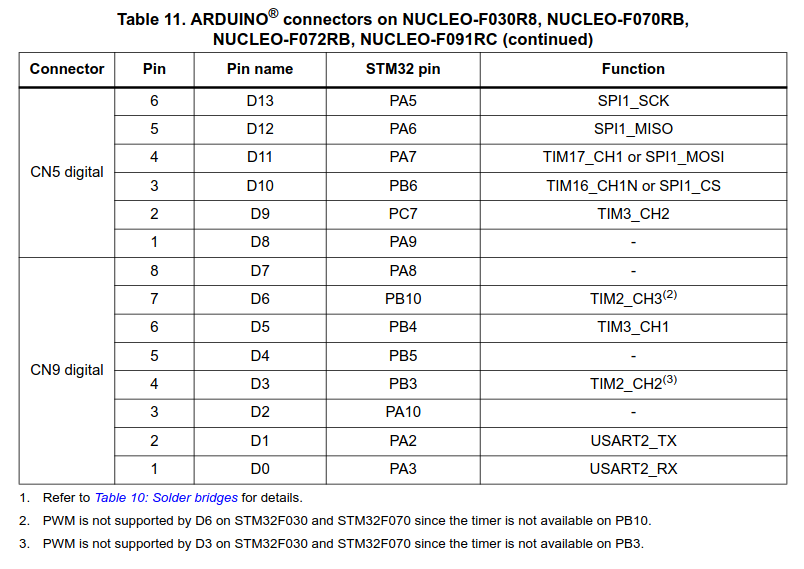 Table 11. ARDUINO® connectors on NUCLEO-F030R8, NUCLEO-F070RB,
NUCLEO-F072RB, NUCLEO-F091RC (continued)
Connector Pin Pin name STM32 pin Function
CN5 digital
6 D13 PA5 SPI1_SCK
5 D12 PA6 SPI1_MISO
4 D11 PA7 TIM17_CH1 or SPI1_MOSI
3 D10 PB6 TIM16_CH1N or SPI1_CS
2 D9 PC7 TIM3_CH2
1 D8 PA9 -
CN9 digital
8 D7 PA8 -
7 D6 PB10 TIM2_CH3(2)
6 D5 PB4 TIM3_CH1
5 D4 PB5 -
4 D3 PB3 TIM2_CH2(3)
3 D2 PA10 -
2 D1 PA2 USART2_TX
1 D0 PA3 USART2_RX
1. Refer to Table 10: Solder bridges for details.
2. PWM is not supported by D6 on STM32F030 and STM32F070 since the timer is not available on PB10.
3. PWM is not supported by D3 on STM32F030 and STM32F070 since the timer is not available on PB3.